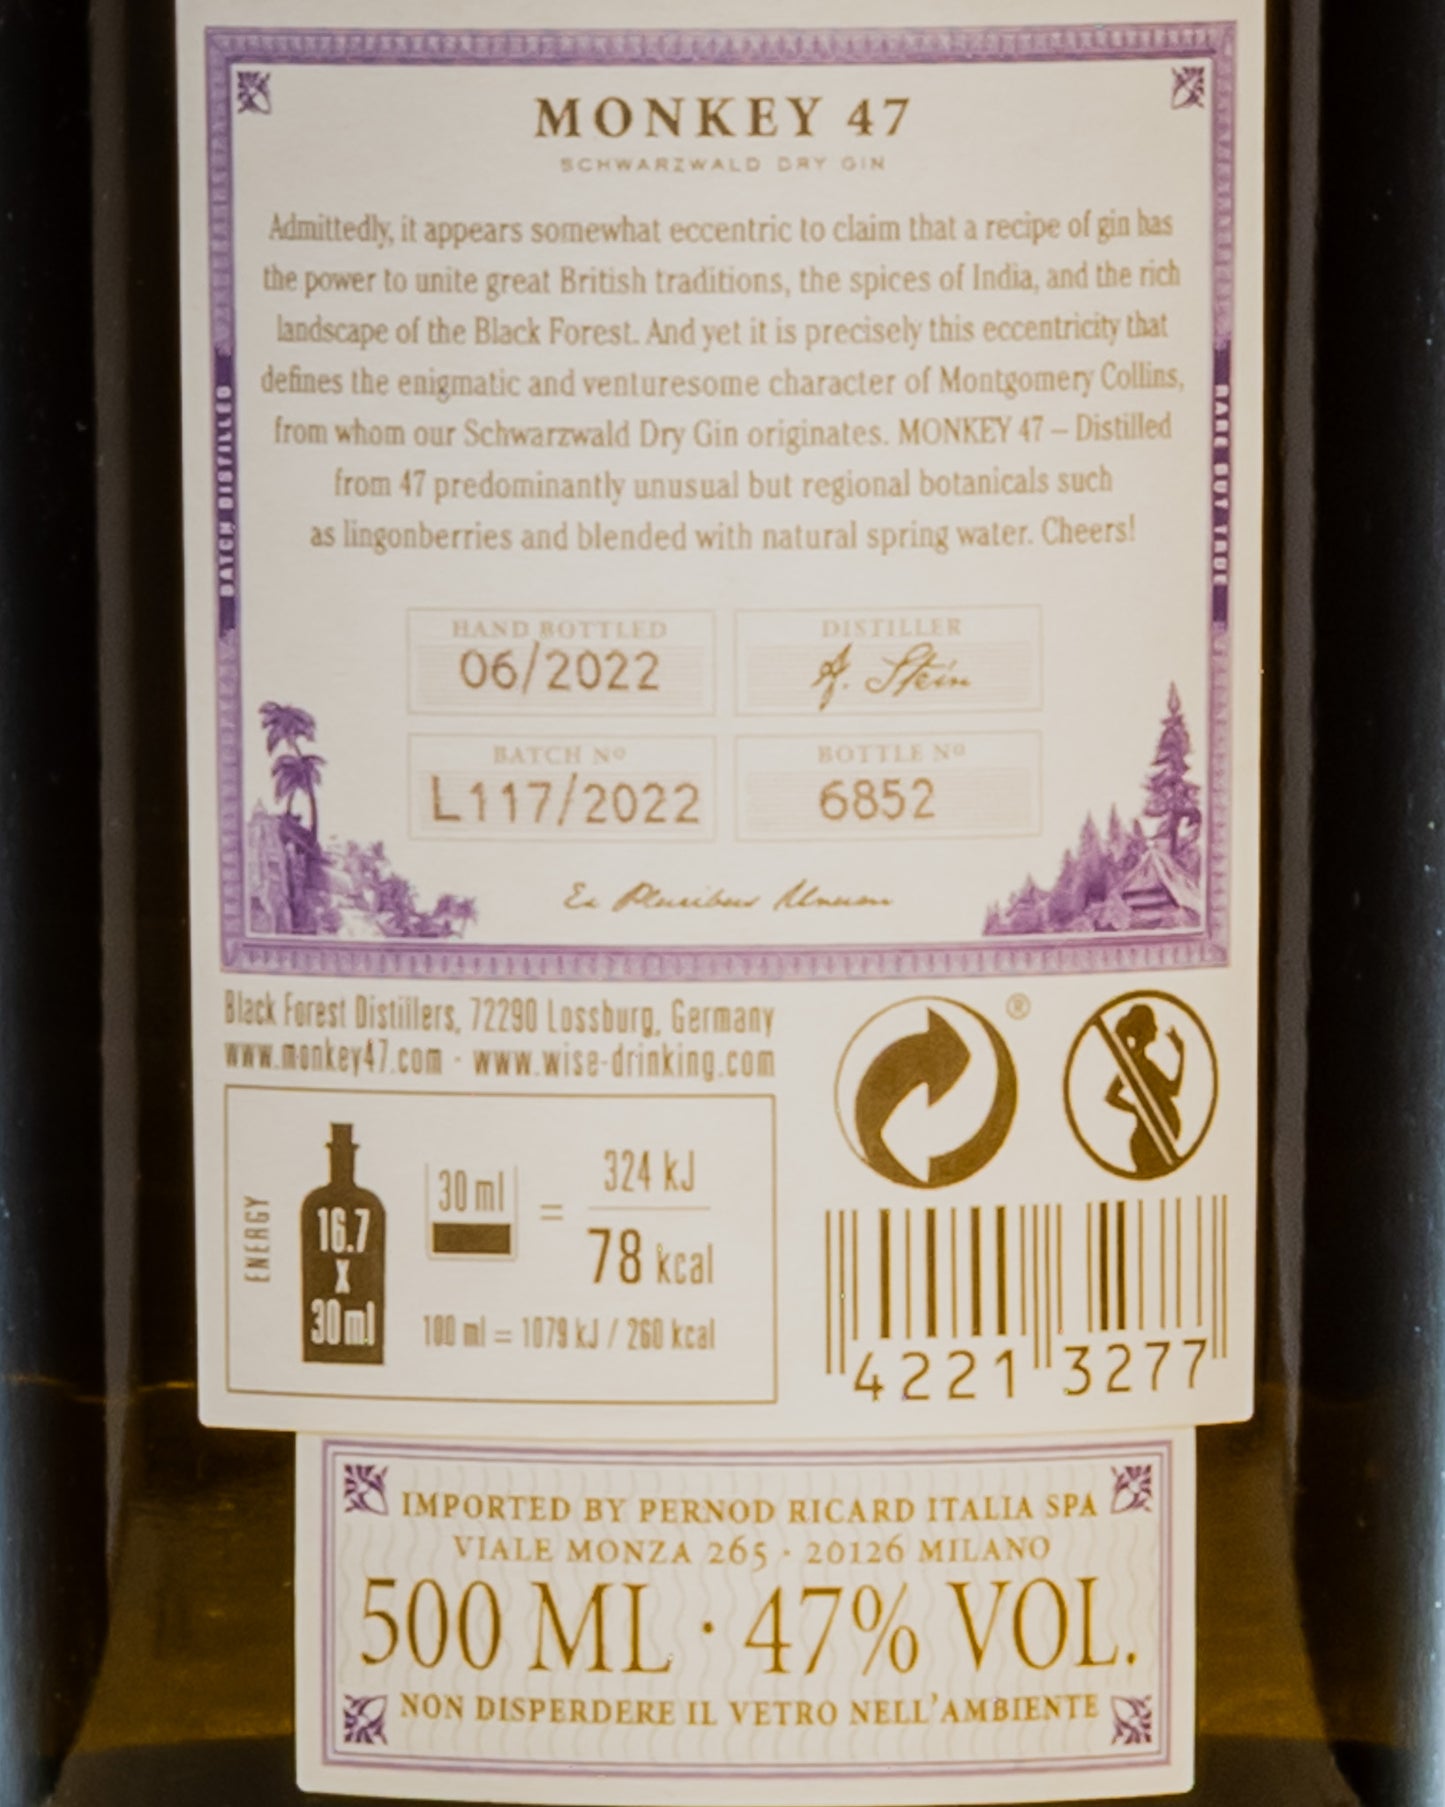 MONKEY 47
SCHWARZWALD DRY GIN
Admittedly, it appears somewhat eccentric to claim that a recipe of gin has
the power to unite great British traditions, the spices of India, and the rich
landscape of the Black Forest. And yet it is precisely this eccentricity that
defines the enigmatic and venturesome character of Montgomery Collins,
from whom our Schwarzwald Dry Gin originates. MONKEY 47 – Distilled
from 47 predominantly unusual but regional botanicals such
as lingonberries and blended with natural spring water. Cheers!
BATCH DISTILLED
RARE BUT TRUE
HAND BOTTLED
06/2022
DISTILLER
A. Stein
BATCH Nº
L117/2022
BOTTLE Nº
6852
Ex Pluribus Unum
Black Forest Distillers, 72290 Lossburg, Germany
www.monkey47.com · www.wise-drinking.com
®
ENERGY
16.7
X
30ml
30 ml
=
324 kJ
78 kcal
100 ml = 1079 kJ / 260 kcal
4221 3277
IMPORTED BY PERNOD RICARD ITALIA SPA
VIALE MONZA 265 · 20126 MILANO
500 ML · 47% VOL.
NON DISPERDERE IL VETRO NELL'AMBIENTE